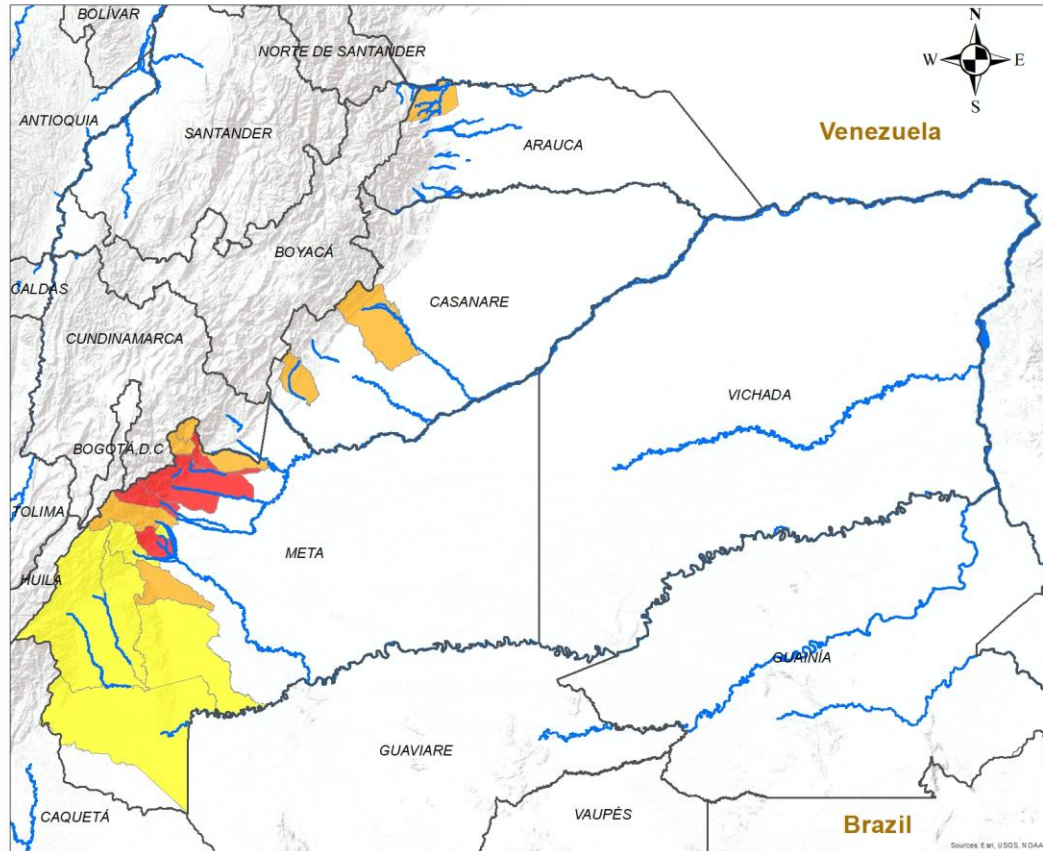 BOLÍVAR
NORTE DE SANTANDER
N
W
E
S
ANTIOQUIA
SANTANDER
Venezuela
ARAUCA
BOYACÁ
CALDAS
CASANARE
CUNDINAMARCA
VICHADA
BOGOTÁ,D.C
TOLIMA
META
HUILA
GUAINÍA
GUAVIARE
CAQUETÁ
VAUPÉS
Brazil
Sources: Esri, USGS, NOAA